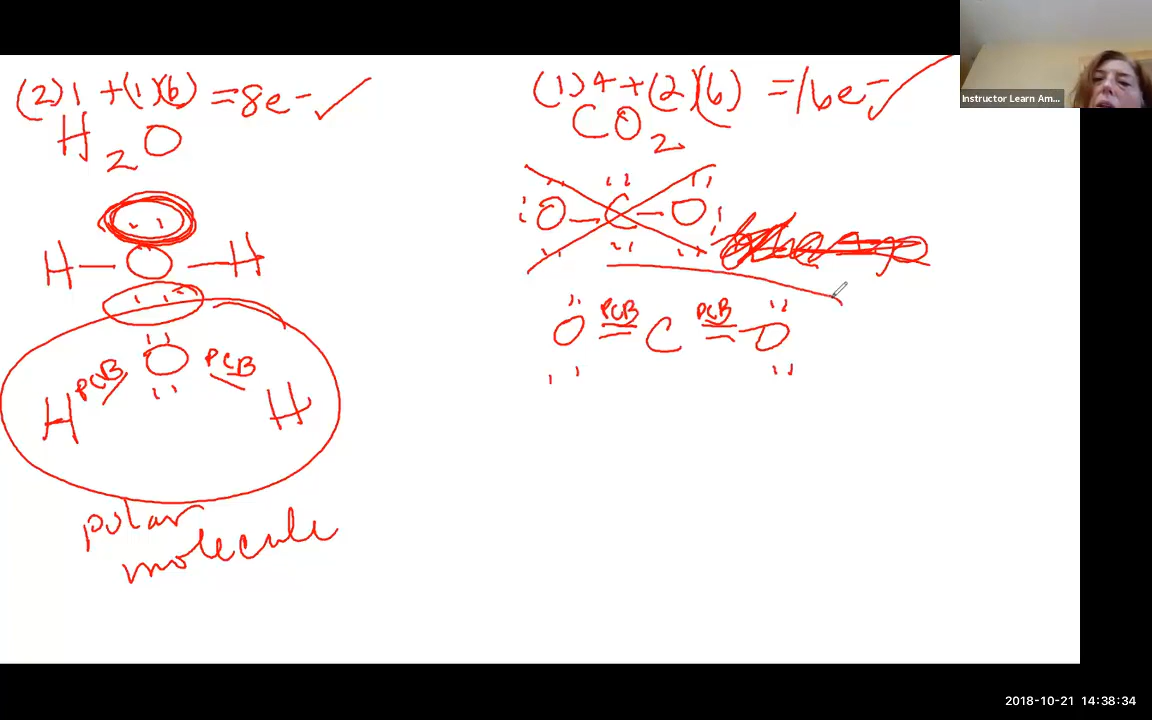 (2)1 + (1)(6) = 8e-
H2O
H — O — H
O
PCB PCB
H H
polar
molecule
(1)4 + (2)(6) = 16e-
CO2
O — C — O
PCB PCB
O = C = O
Instructor Learn Am...
2018-10-21 14:38:34